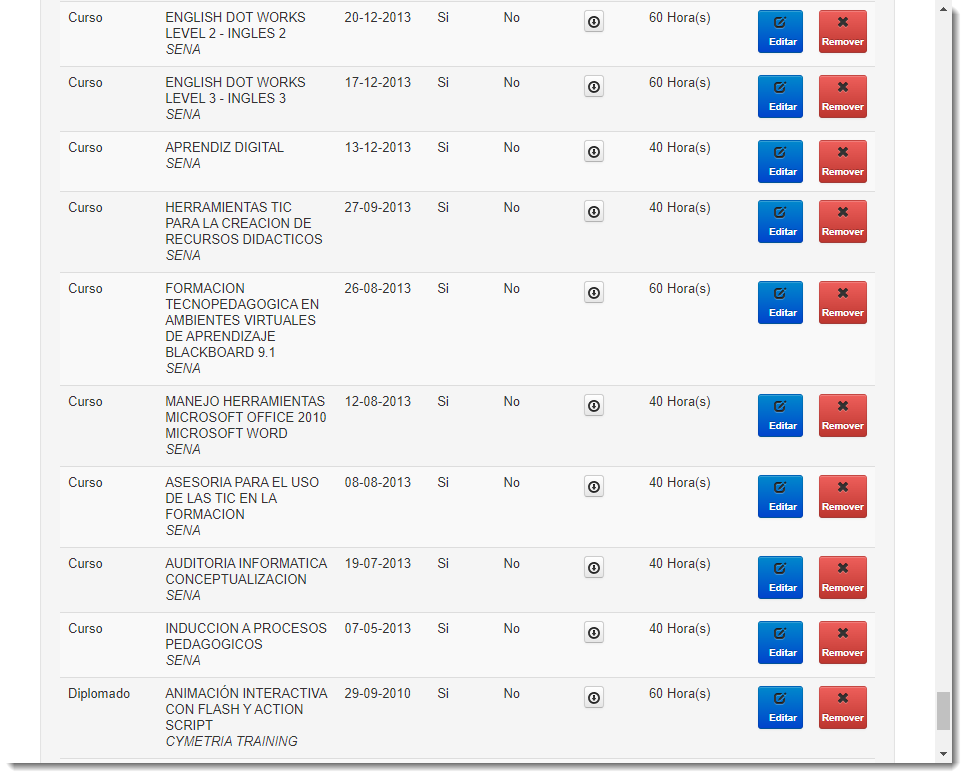 Curso ENGLISH DOT WORKS 20-12-2013 Si No 60 Hora(s)
LEVEL 2 - INGLES 2
SENA
Editar Remover
Curso ENGLISH DOT WORKS 17-12-2013 Si No 60 Hora(s)
LEVEL 3 - INGLES 3
SENA
Editar Remover
Curso APRENDIZ DIGITAL 13-12-2013 Si No 40 Hora(s)
SENA
Editar Remover
Curso HERRAMIENTAS TIC 27-09-2013 Si No 40 Hora(s)
PARA LA CREACION DE
RECURSOS DIDACTICOS
SENA
Editar Remover
Curso FORMACION 26-08-2013 Si No 60 Hora(s)
TECNOPEDAGOGICA EN
AMBIENTES VIRTUALES
DE APRENDIZAJE
BLACKBOARD 9.1
SENA
Editar Remover
Curso MANEJO HERRAMIENTAS 12-08-2013 Si No 40 Hora(s)
MICROSOFT OFFICE 2010
MICROSOFT WORD
SENA
Editar Remover
Curso ASESORIA PARA EL USO 08-08-2013 Si No 40 Hora(s)
DE LAS TIC EN LA
FORMACION
SENA
Editar Remover
Curso AUDITORIA INFORMATICA 19-07-2013 Si No 40 Hora(s)
CONCEPTUALIZACION
SENA
Editar Remover
Curso INDUCCION A PROCESOS 07-05-2013 Si No 40 Hora(s)
PEDAGOGICOS
SENA
Editar Remover
Diplomado ANIMACIÓN INTERACTIVA 29-09-2010 Si No 60 Hora(s)
CON FLASH Y ACTION
SCRIPT
CYMETRIA TRAINING
Editar Remover